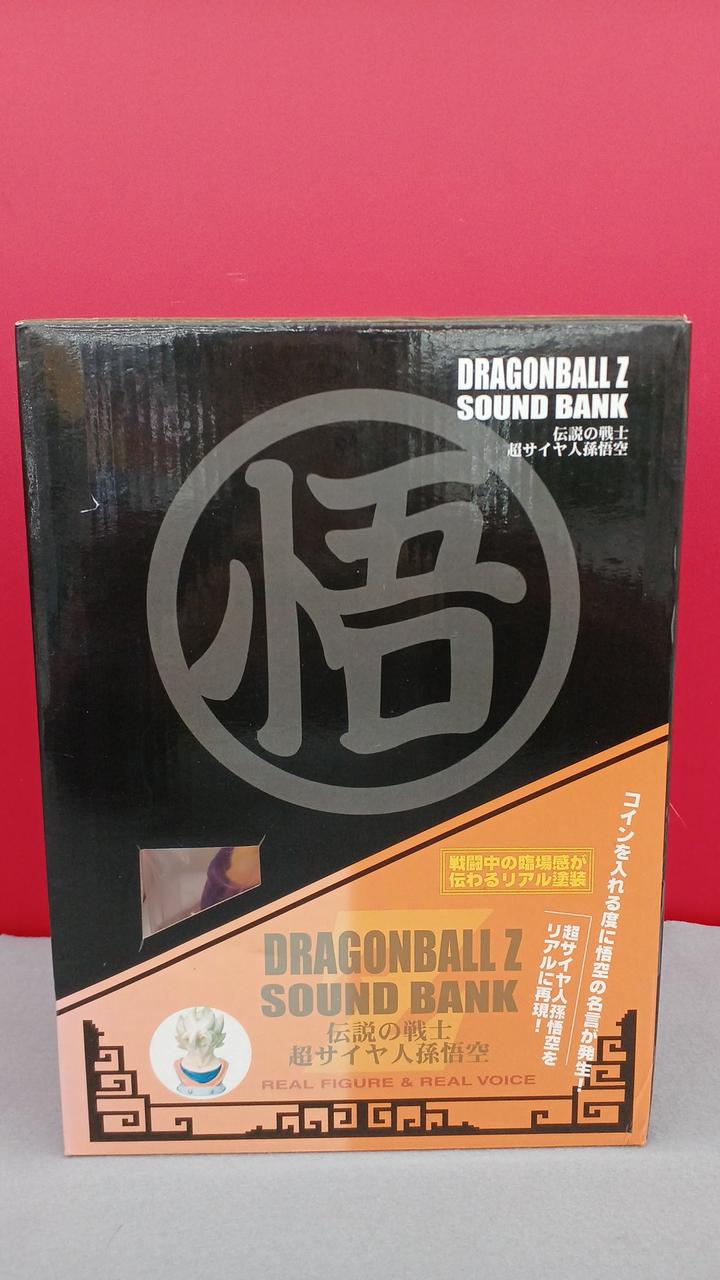 DRAGONBALL Z
SOUND BANK
伝説の戦士
超サイヤ人孫悟空
悟
コインを入れる度に悟空の名言が発生!
戦闘中の臨場感が
伝わるリアル塗装
超サイヤ人孫悟空を
リアルに再現!
Z
DRAGONBALL Z
SOUND BANK
伝説の戦士
超サイヤ人孫悟空
REAL FIGURE & REAL VOICE